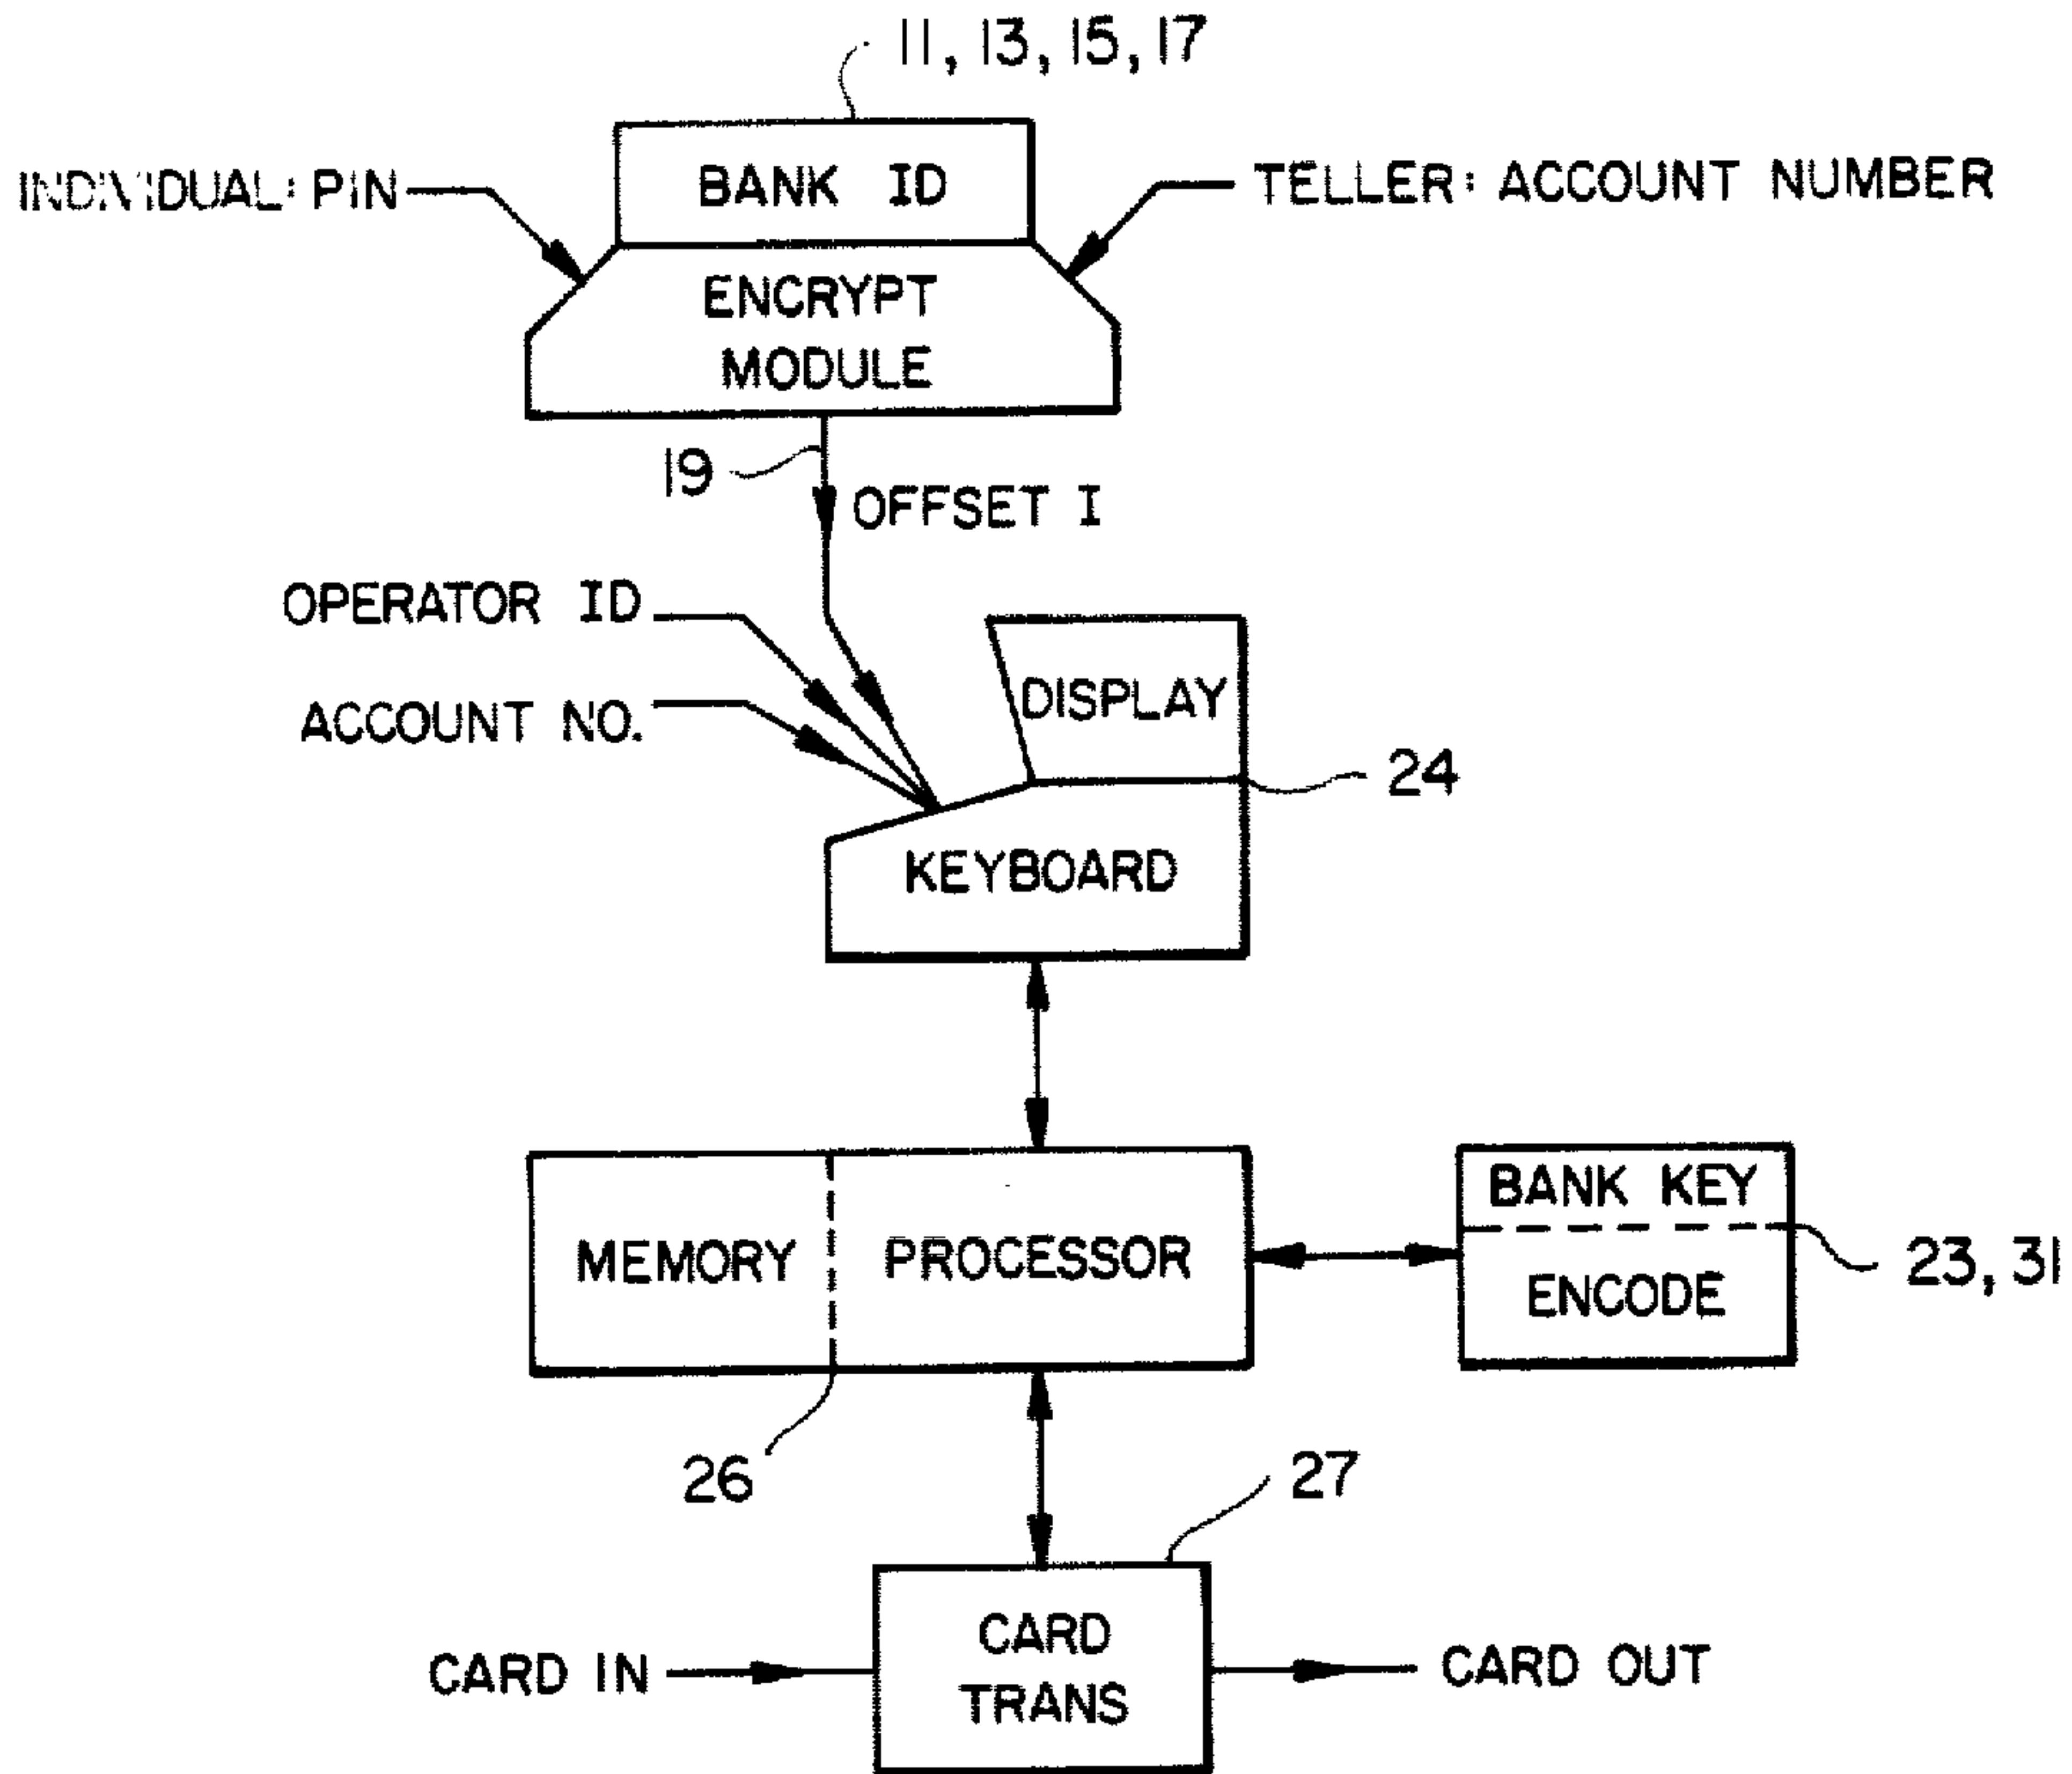 11, 13, 15, 17
INDIVIDUAL: PIN
BANK ID
TELLER: ACCOUNT NUMBER
ENCRYPT
MODULE
19
OFFSET I
OPERATOR ID
ACCOUNT NO.
DISPLAY
24
KEYBOARD
MEMORY
PROCESSOR
BANK KEY
ENCODE
23, 31
26
27
CARD IN
CARD
TRANS
CARD OUT